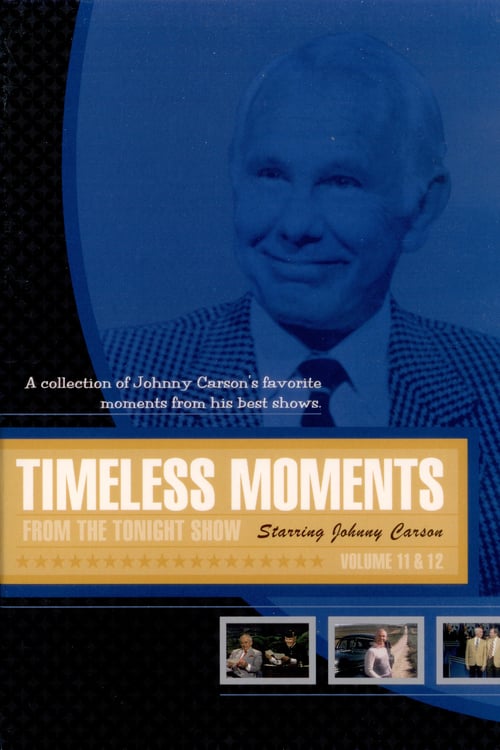 A collection of Johnny Carson's favorite
moments from his best shows.
TIMELESS MOMENTS
FROM THE TONIGHT SHOW Starring Johnny Carson
VOLUME 11 & 12